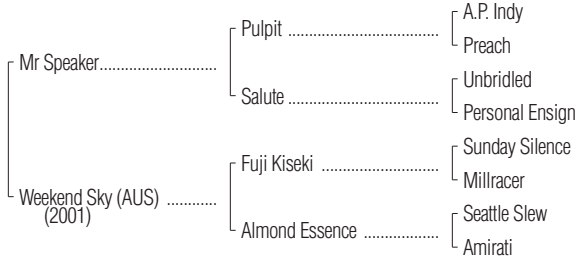 A.P. Indy
Pulpit ........................................
Preach
Mr Speaker...............................
Unbridled
Salute ........................................
Personal Ensign
Sunday Silence
Fuji Kiseki ...............................
Millracer
Weekend Sky (AUS) .............
(2001)
Seattle Slew
Almond Essence ....................
Amirati